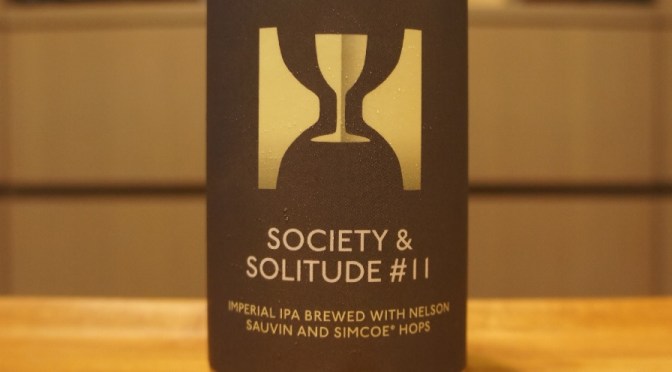 SOCIETY &
SOLITUDE #11
IMPERIAL IPA BREWED WITH NELSON
SAUVIN AND SIMCOE® HOPS